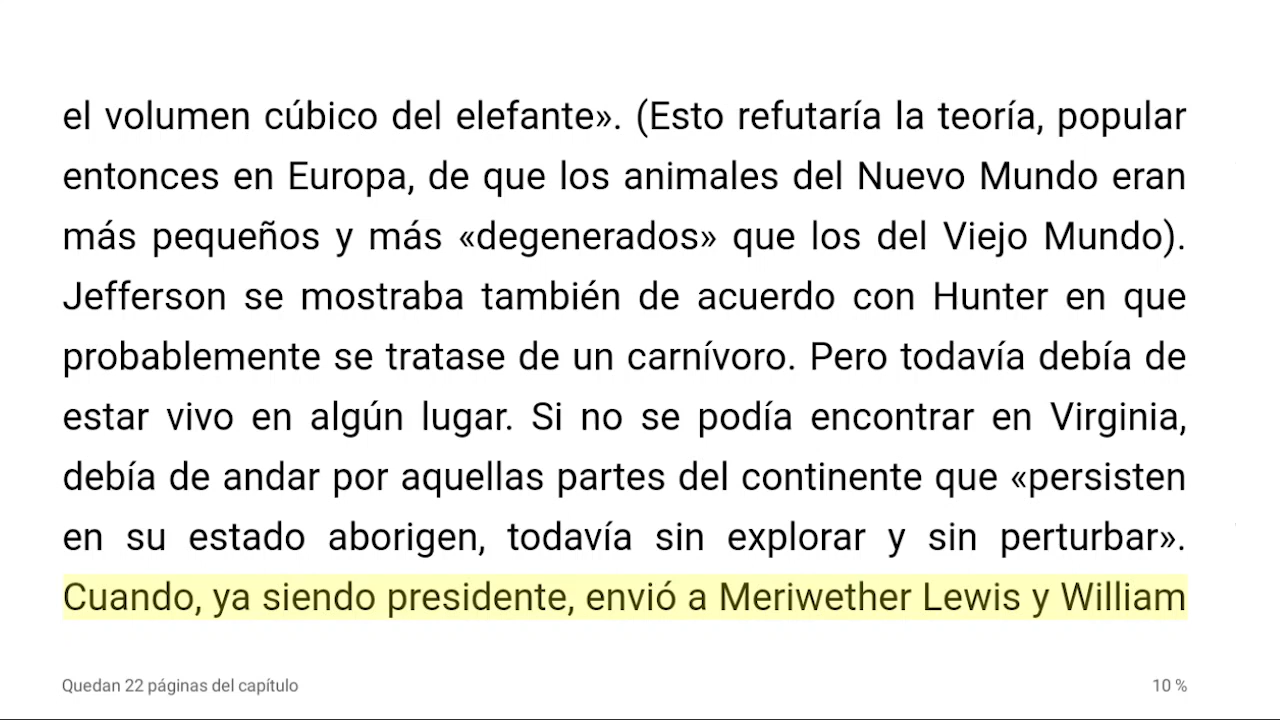 el volumen cúbico del elefante». (Esto refutaría la teoría, popular
entonces en Europa, de que los animales del Nuevo Mundo eran
más pequeños y más «degenerados» que los del Viejo Mundo).
Jefferson se mostraba también de acuerdo con Hunter en que
probablemente se tratase de un carnívoro. Pero todavía debía de
estar vivo en algún lugar. Si no se podía encontrar en Virginia,
debía de andar por aquellas partes del continente que «persisten
en su estado aborigen, todavía sin explorar y sin perturbar».
Cuando, ya siendo presidente, envió a Meriwether Lewis y William
Quedan 22 páginas del capítulo
10 %